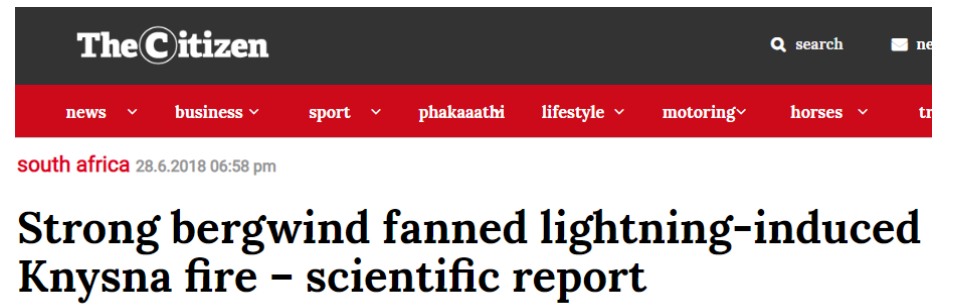 The Citizen
search
news business sport phakaaathi lifestyle motoring horses
south africa 28.6.2018 06:58 pm
Strong bergwind fanned lightning-induced
Knysna fire – scientific report